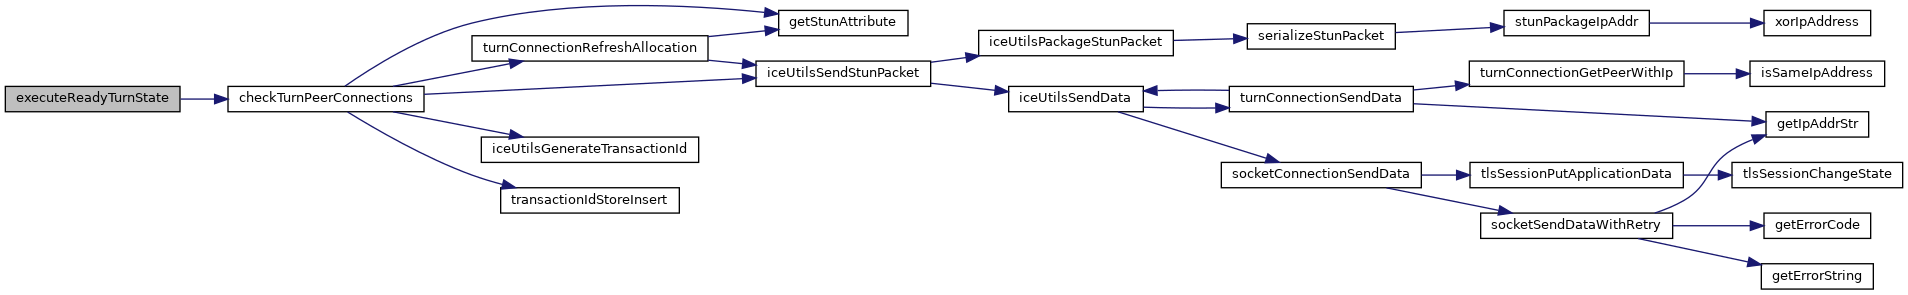 executeReadyTurnState
checkTurnPeerConnections
getStunAttribute
turnConnectionRefreshAllocation
iceUtilsSendStunPacket
iceUtilsGenerateTransactionId
transactionIdStoreInsert
iceUtilsPackageStunPacket
iceUtilsSendData
serializeStunPacket
turnConnectionSendData
socketConnectionSendData
stunPackageIpAddr
turnConnectionGetPeerWithIp
tlsSessionPutApplicationData
socketSendDataWithRetry
xorIpAddress
isSameIpAddress
getIpAddrStr
tlsSessionChangeState
getErrorCode
getErrorString